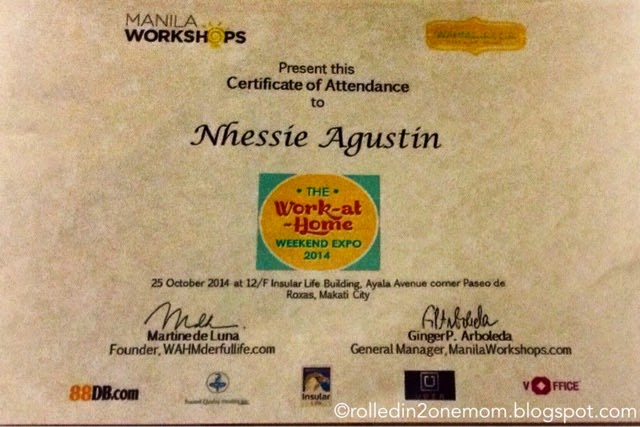 MANILA
WORKSHOPS
Present this
Certificate of Attendance
to
Nhessie Agustin
• THE •
Work-at
-Home
WEEKEND EXPO
2014
25 October 2014 at 12/F Insular Life Building, Ayala Avenue corner Paseo de
Roxas, Makati City
Martine de Luna
Founder, WAHMderfullife.com
Ginger P. Arboleda
General Manager, ManilaWorkshops.com
88DB.com
Insular
Life
UBER
VOFFICE
©rolledin2onemom.blogspot.com